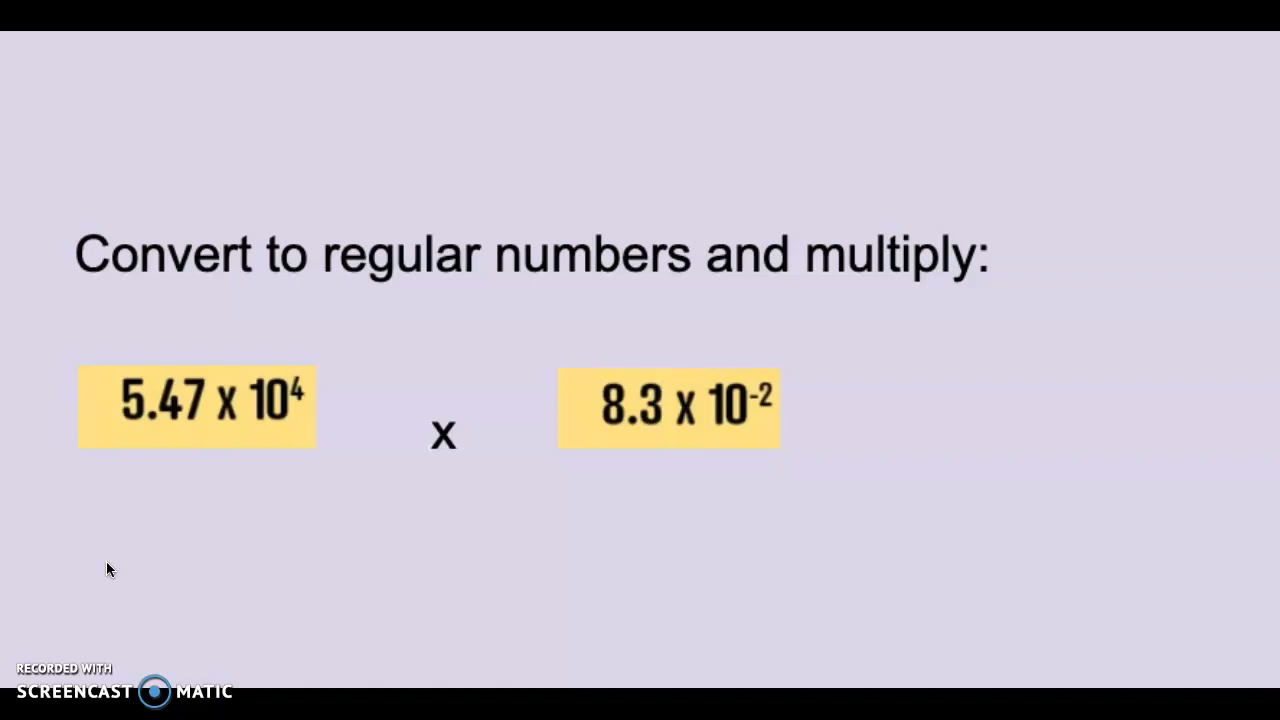 Convert to regular numbers and multiply:
5.47 x 10⁴ x 8.3 x 10⁻²
RECORDED WITH
SCREENCAST MATIC